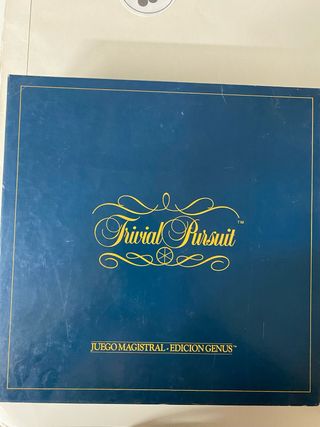 Trivial Pursuit™
JUEGO MAGISTRAL - EDICION GENUS™